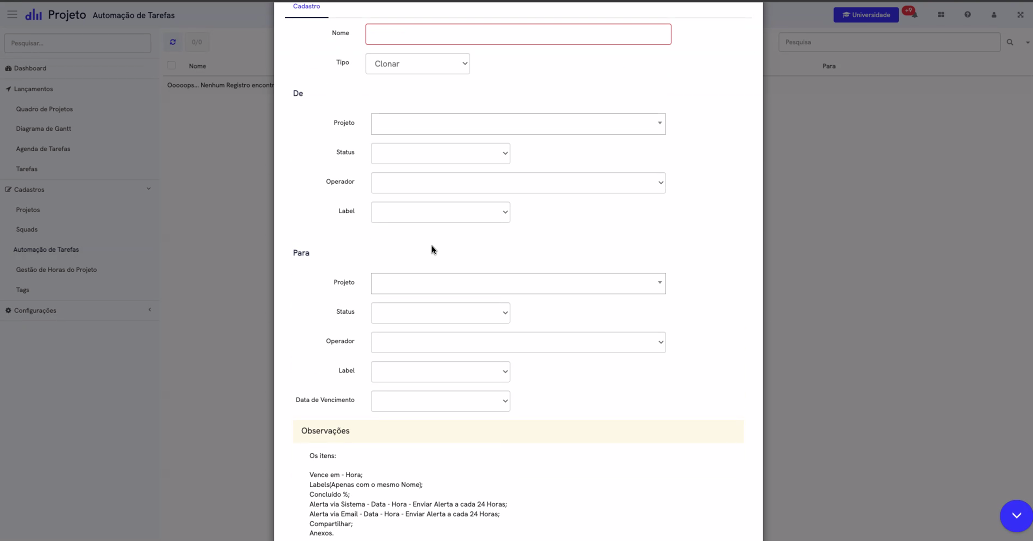 Cadastro
Projeto Automação de Tarefas
Universidade
+9
Pesquisar...
0/0
Nome
Pesquisa
Dashboard
Nome
Para
Lançamentos
Ooooops... Nenhum Registro encont
Tipo
Clonar
Quadro de Projetos
De
Diagrama de Gantt
Projeto
Agenda de Tarefas
Status
Tarefas
Operador
Cadastros
Label
Projetos
Squads
Automação de Tarefas
Para
Gestão de Horas do Projeto
Projeto
Tags
Status
Configurações
Operador
Label
Data de Vencimento
Observações
Os itens:
Vence em - Hora;
Labels(Apenas com o mesmo Nome);
Concluído %;
Alerta via Sistema - Data - Hora - Enviar Alerta a cada 24 Horas;
Alerta via Email - Data - Hora - Enviar Alerta a cada 24 Horas;
Compartilhar;
Anexos.